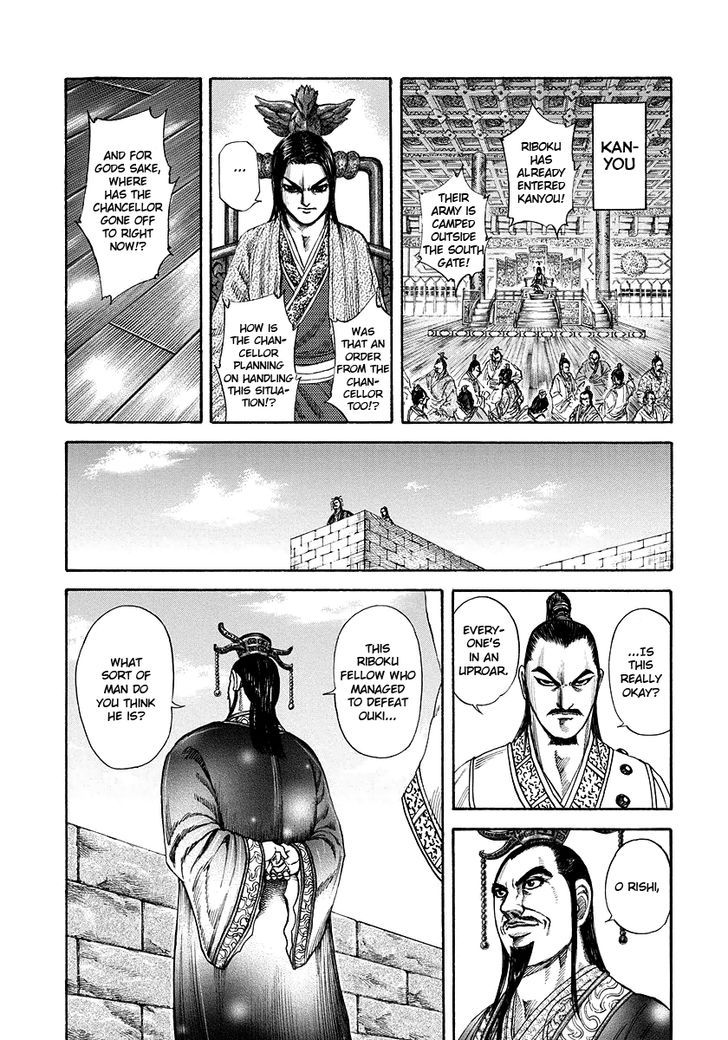 KAN-
YOU
RIBOKU
HAS
ALREADY
ENTERED
KANYOU!
THEIR
ARMY IS
CAMPED
OUTSIDE
THE SOUTH
GATE!
...
WAS
THAT AN
ORDER
FROM THE
CHAN-
CELLOR
TOO!?
HOW IS
THE CHAN-
CELLOR
PLANNING
ON HANDLING
THIS SITUA-
TION!?
AND FOR
GODS SAKE,
WHERE
HAS THE
CHANCELLOR
GONE OFF
TO RIGHT
NOW!?
...IS
THIS
REALLY
OKAY?
EVERY-
ONE'S
IN AN
UPROAR.
O RISHI,
THIS
RIBOKU
FELLOW WHO
MANAGED
TO DEFEAT
OUKI...
WHAT
SORT OF
MAN DO
YOU THINK
HE IS?